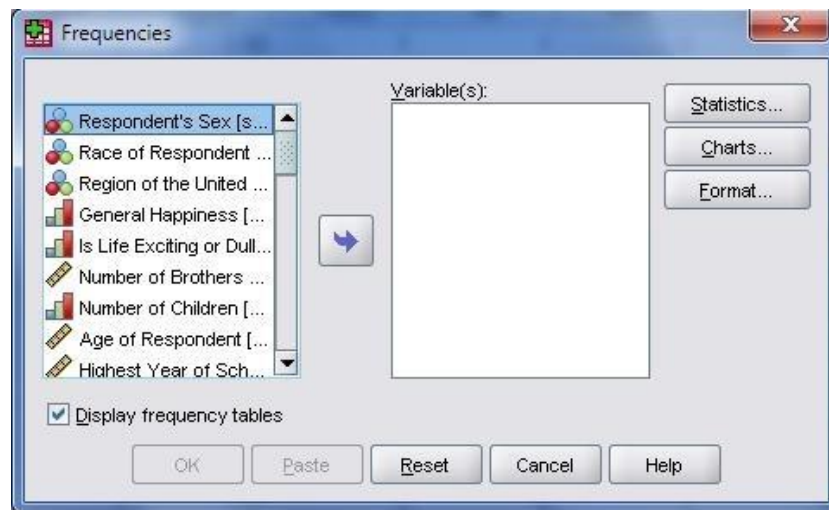 Frequencies
Variable(s):
Respondent's Sex [s...
Race of Respondent ...
Region of the United ...
General Happiness [...
Is Life Exciting or Dull...
Number of Brothers ...
Number of Children [...
Age of Respondent [...
Highest Year of Sch...
Statistics...
Charts...
Format...
Display frequency tables
OK Paste Reset Cancel Help